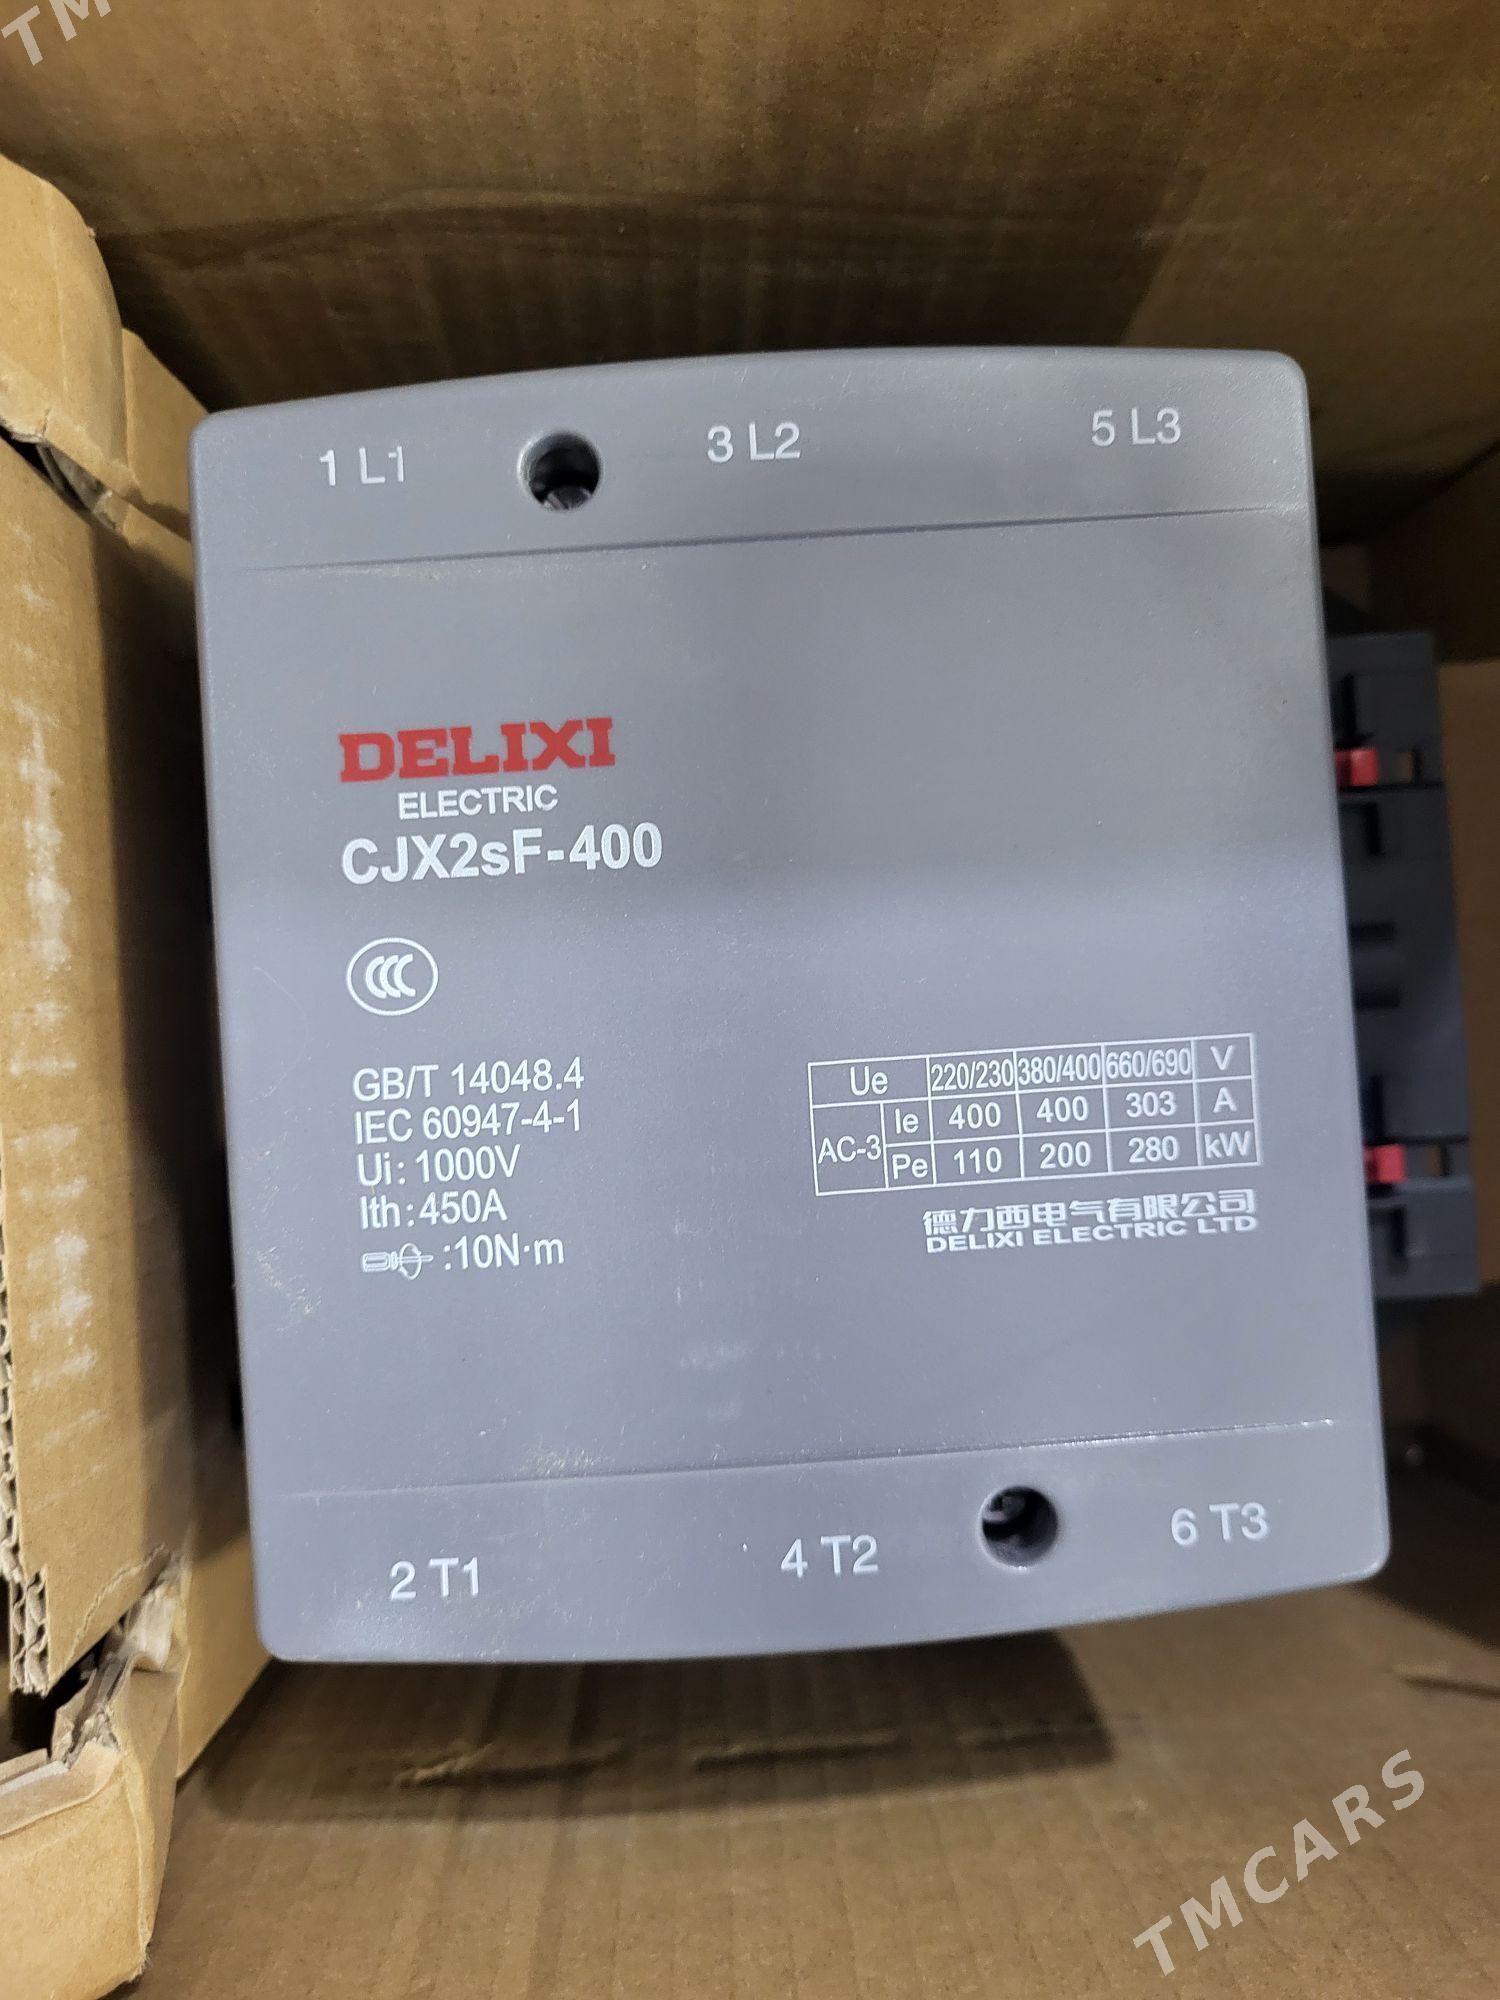 TM
1 L1 3 L2 5 L3
DELIXI
ELECTRIC
CJX2sF-400
CCC
GB/T 14048.4
IEC 60947-4-1
Ui: 1000V
Ith:450A
:10N·m
Ue 220/230 380/400 660/690 V
AC-3 Ie 400 400 303 A
Pe 110 200 280 kW
德力西电气有限公司
DELIXI ELECTRIC LTD
2 T1 4 T2 6 T3
TMCARS